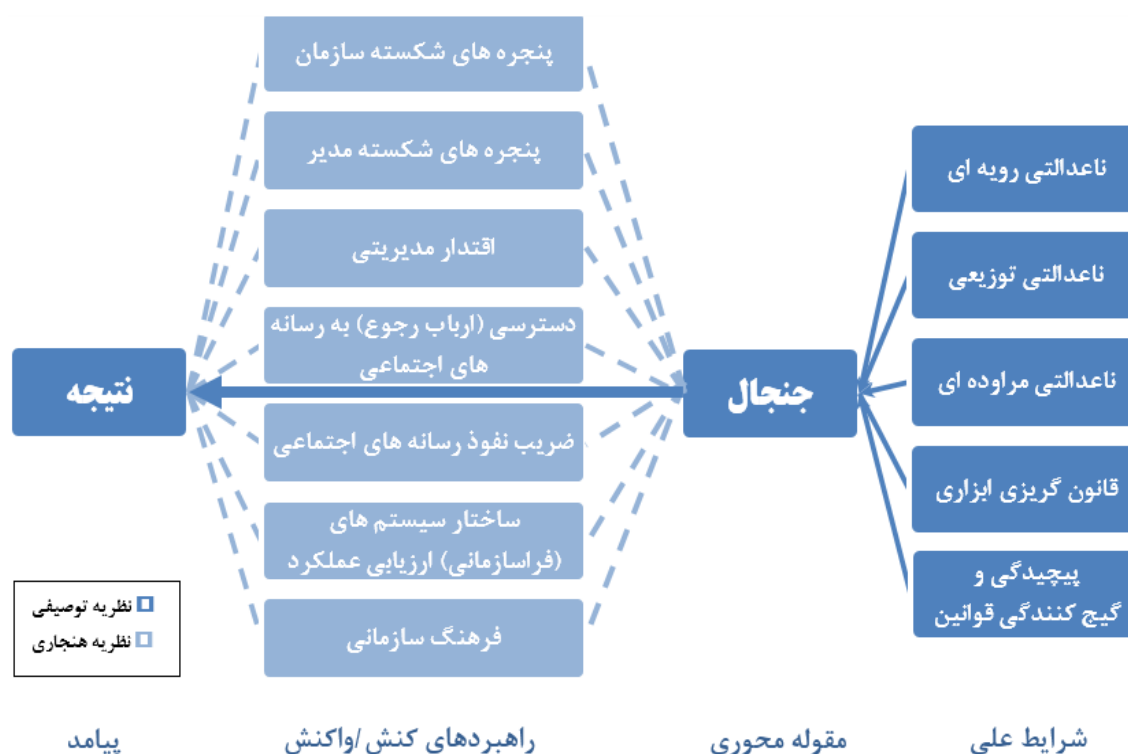 ناعدالتی رویه ای
ناعدالتی توزیعی
ناعدالتی مراوده ای
قانون گریزی ابزاری
پیچیدگی و
گیج کنندگی قوانین
شرایط علی
جنجال
مقوله محوری
پنجره های شکسته سازمان
پنجره های شکسته مدیر
اقتدار مدیریتی
دسترسی (ارباب رجوع) به رسانه
های اجتماعی
ضریب نفوذ رسانه های اجتماعی
ساختار سیستم های
(فراسازمانی) ارزیابی عملکرد
فرهنگ سازمانی
راهبردهای کنش/واکنش
نتیجه
نظریه توصیفی
نظریه هنجاری
پیامد